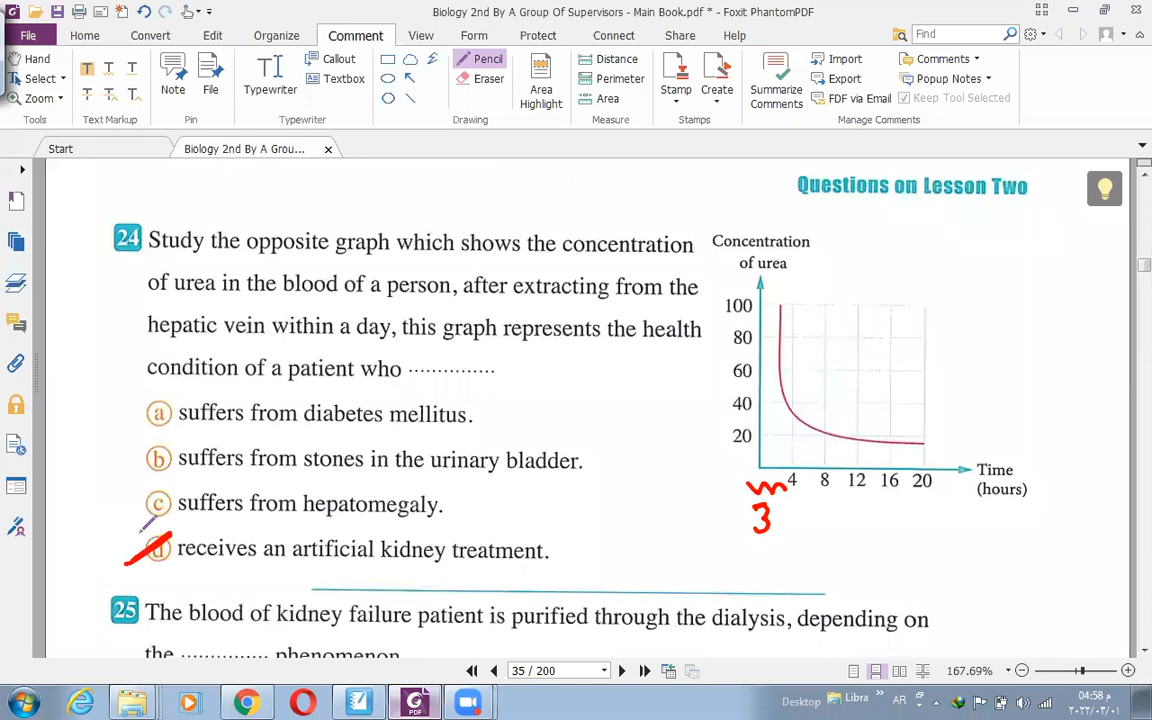 Biology 2nd By A Group Of Supervisors - Main Book.pdf * - Foxit PhantomPDF
File Home Convert Edit Organize Comment View Form Protect Connect Share Help Find
Hand
Select
Zoom
Tools
Text Markup
Note
File
Pin
Typewriter
Callout
Textbox
Typewriter
Pencil
Eraser
Drawing
Area
Highlight
Distance
Perimeter
Area
Measure
Stamp
Create
Stamps
Summarize
Comments
Import
Export
FDF via Email
Comments
Popup Notes
Keep Tool Selected
Manage Comments
Start
Biology 2nd By A Grou...
Questions on Lesson Two
24 Study the opposite graph which shows the concentration
of urea in the blood of a person, after extracting from the
hepatic vein within a day, this graph represents the health
condition of a patient who ...............
a suffers from diabetes mellitus.
b suffers from stones in the urinary bladder.
c suffers from hepatomegaly.
d receives an artificial kidney treatment.
Concentration
of urea
100
80
60
40
20
4 8 12 16 20
Time
(hours)
3
25 The blood of kidney failure patient is purified through the dialysis, depending on
the ............... phenomenon
35 / 200
167.69%
PDF
Desktop
Libra
AR
04:58 م
٢٠٢٢/٠٣/٠١